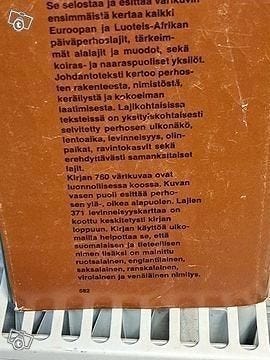 Se selostaa ja esittää värikuvin
ensimmäistä kertaa kaikki
Euroopan ja Luoteis-Afrikan
päiväperhoslajit, tärkeim-
mät alalajit ja muodot, sekä
koiras- ja naaraspuoliset yksilöt.
Johdantoteksti kertoo perhos-
ten rakenteesta, nimistöstä,
keräilystä ja kokoelman
laatimisesta. Lajikohtaisissa
teksteissä on yksityiskohtaisesti
selvitetty perhosen ulkonäkö,
lentoaika, levinneisyys, olin-
paikat, ravintokasvit sekä
erehdyttävästi samankaltaiset
lajit.
Kirjan 760 värikuvaa ovat
luonnollisessa koossa. Kuvan
vasen puoli esittää perho-
sen ylä-, oikea alapuolen. Lajien
371 levinneisyyskarttaa on
koottu keskitetysti kirjan
loppuun. Kirjan käyttöä ulko-
mailla helpottaa se, että
suomalaisen ja tieteellisen
nimen lisäksi on mainittu
ruotsalainen, englantilainen,
saksalainen, ranskalainen,
virolainen ja venäläinen nimitys.
582